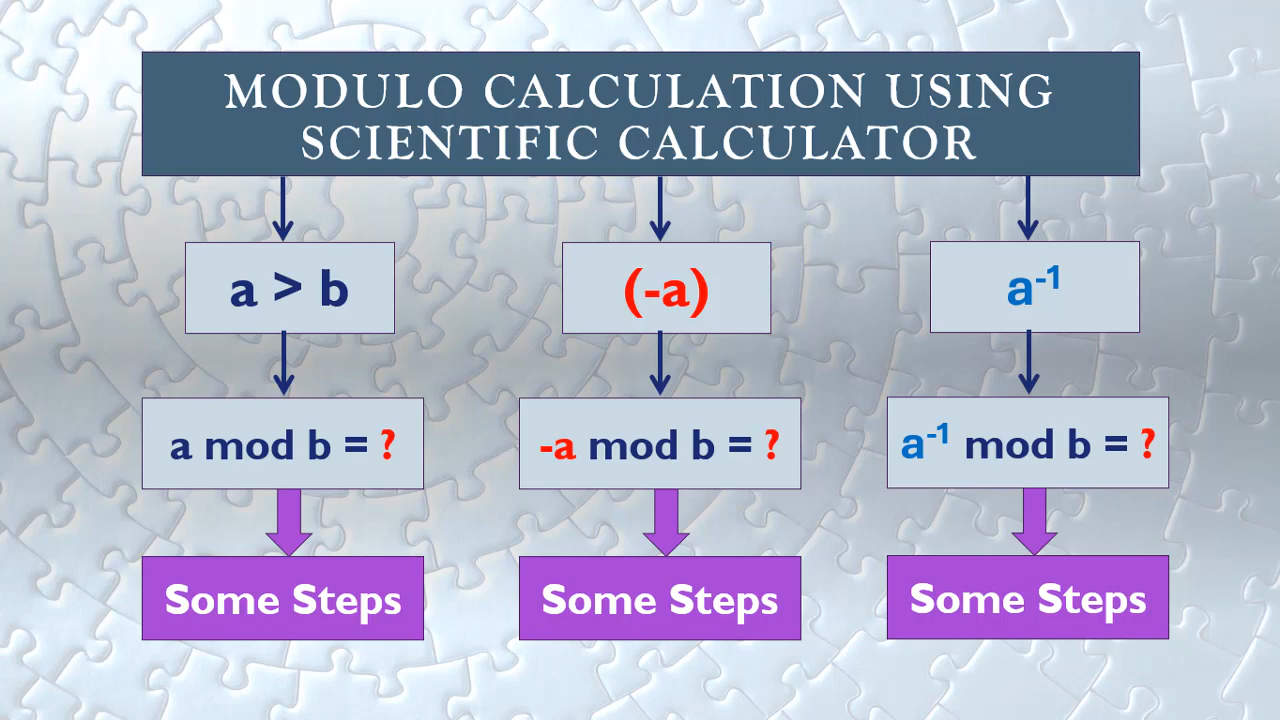 MODULO CALCULATION USING
SCIENTIFIC CALCULATOR
a > b
(-a)
a⁻¹
a mod b = ?
-a mod b = ?
a⁻¹ mod b = ?
Some Steps
Some Steps
Some Steps